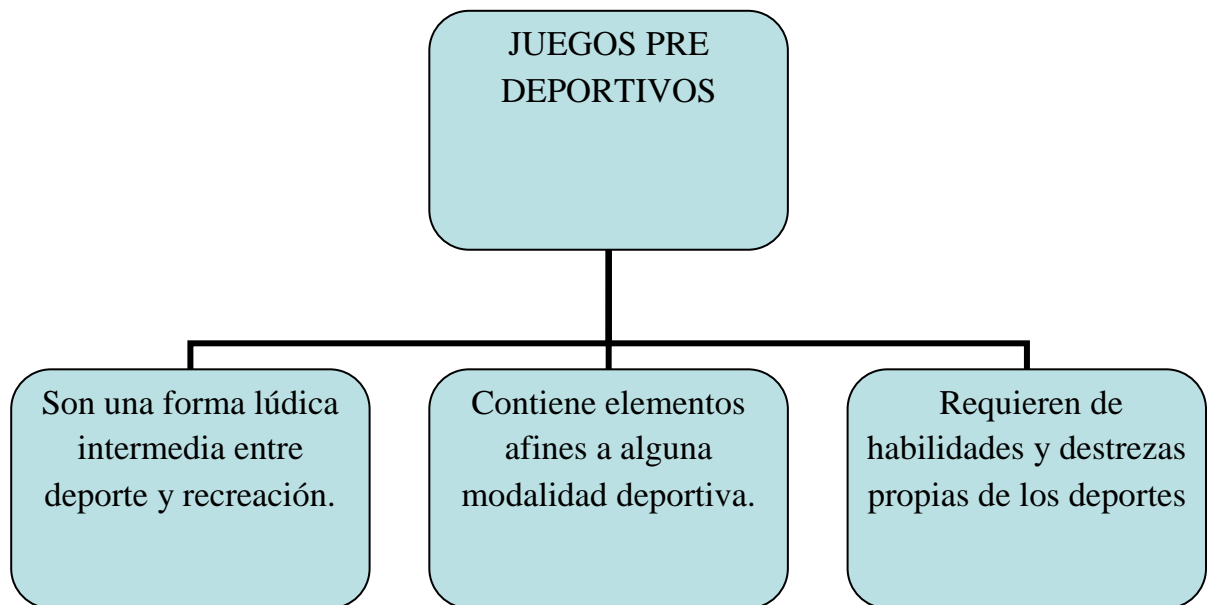 JUEGOS PRE
DEPORTIVOS
Son una forma lúdica
intermedia entre
deporte y recreación.
Contiene elementos
afines a alguna
modalidad deportiva.
Requieren de
habilidades y destrezas
propias de los deportes